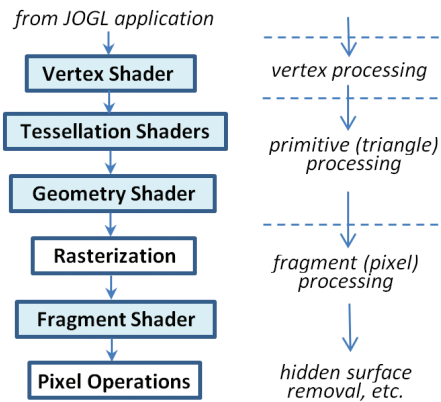 from JOGL application
Vertex Shader
vertex processing
Tessellation Shaders
primitive (triangle)
processing
Geometry Shader
Rasterization
fragment (pixel)
processing
Fragment Shader
Pixel Operations
hidden surface
removal, etc.